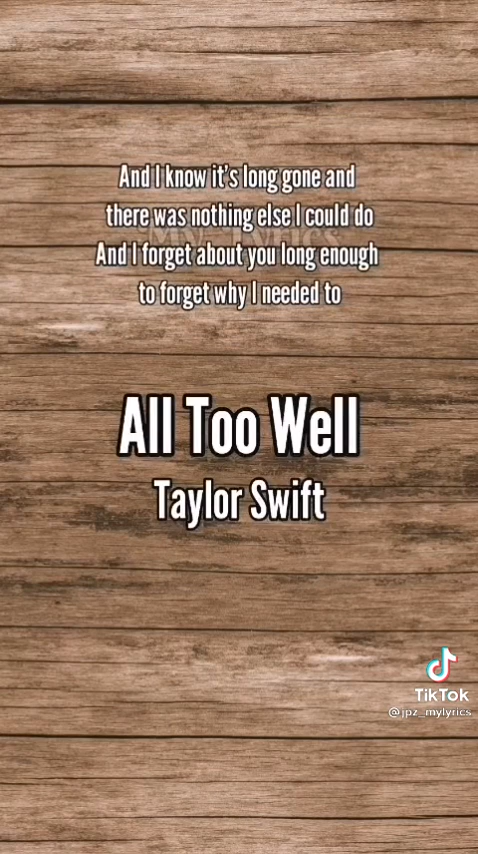 And I know it's long gone and
there was nothing else I could do
And I forget about you long enough
to forget why I needed to
All Too Well
Taylor Swift
TikTok
@jpz_mylyrics